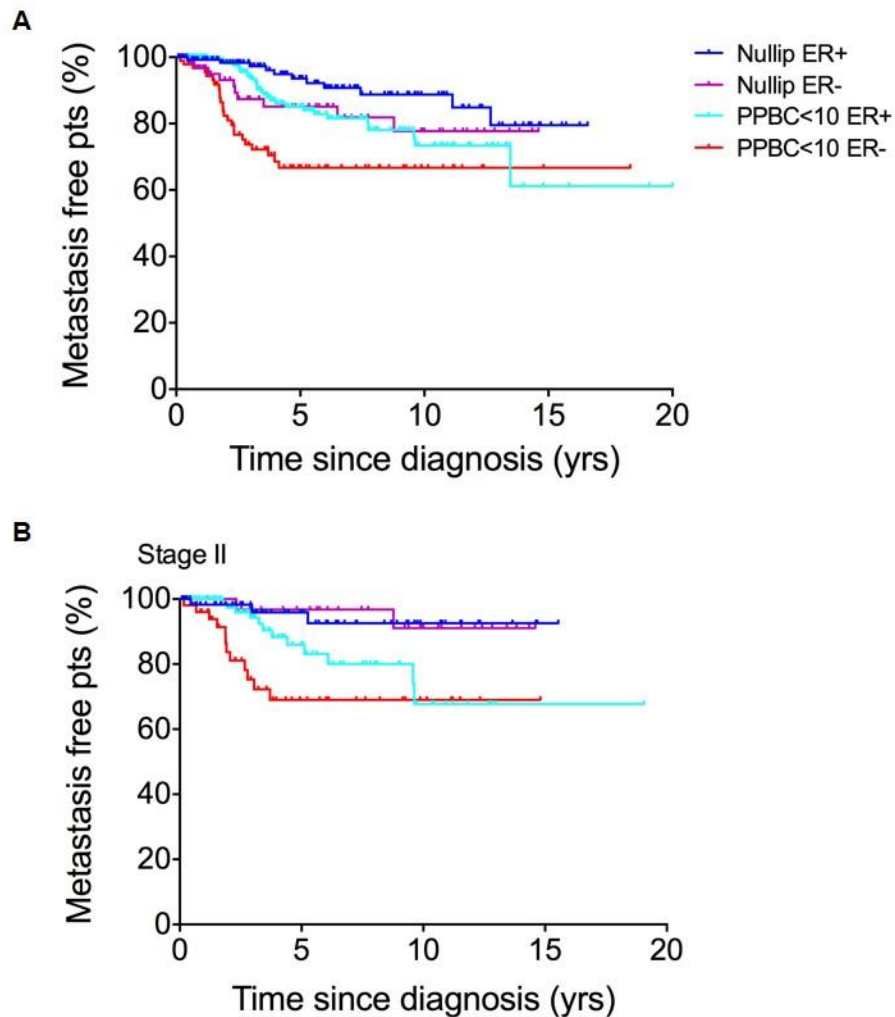 A
Metastasis free pts (%)
100
80
60
40
20
0
0 5 10 15 20
Time since diagnosis (yrs)
Nullip ER+
Nullip ER-
PPBC<10 ER+
PPBC<10 ER-
B
Stage II
Metastasis free pts (%)
100
80
60
40
20
0
0 5 10 15 20
Time since diagnosis (yrs)